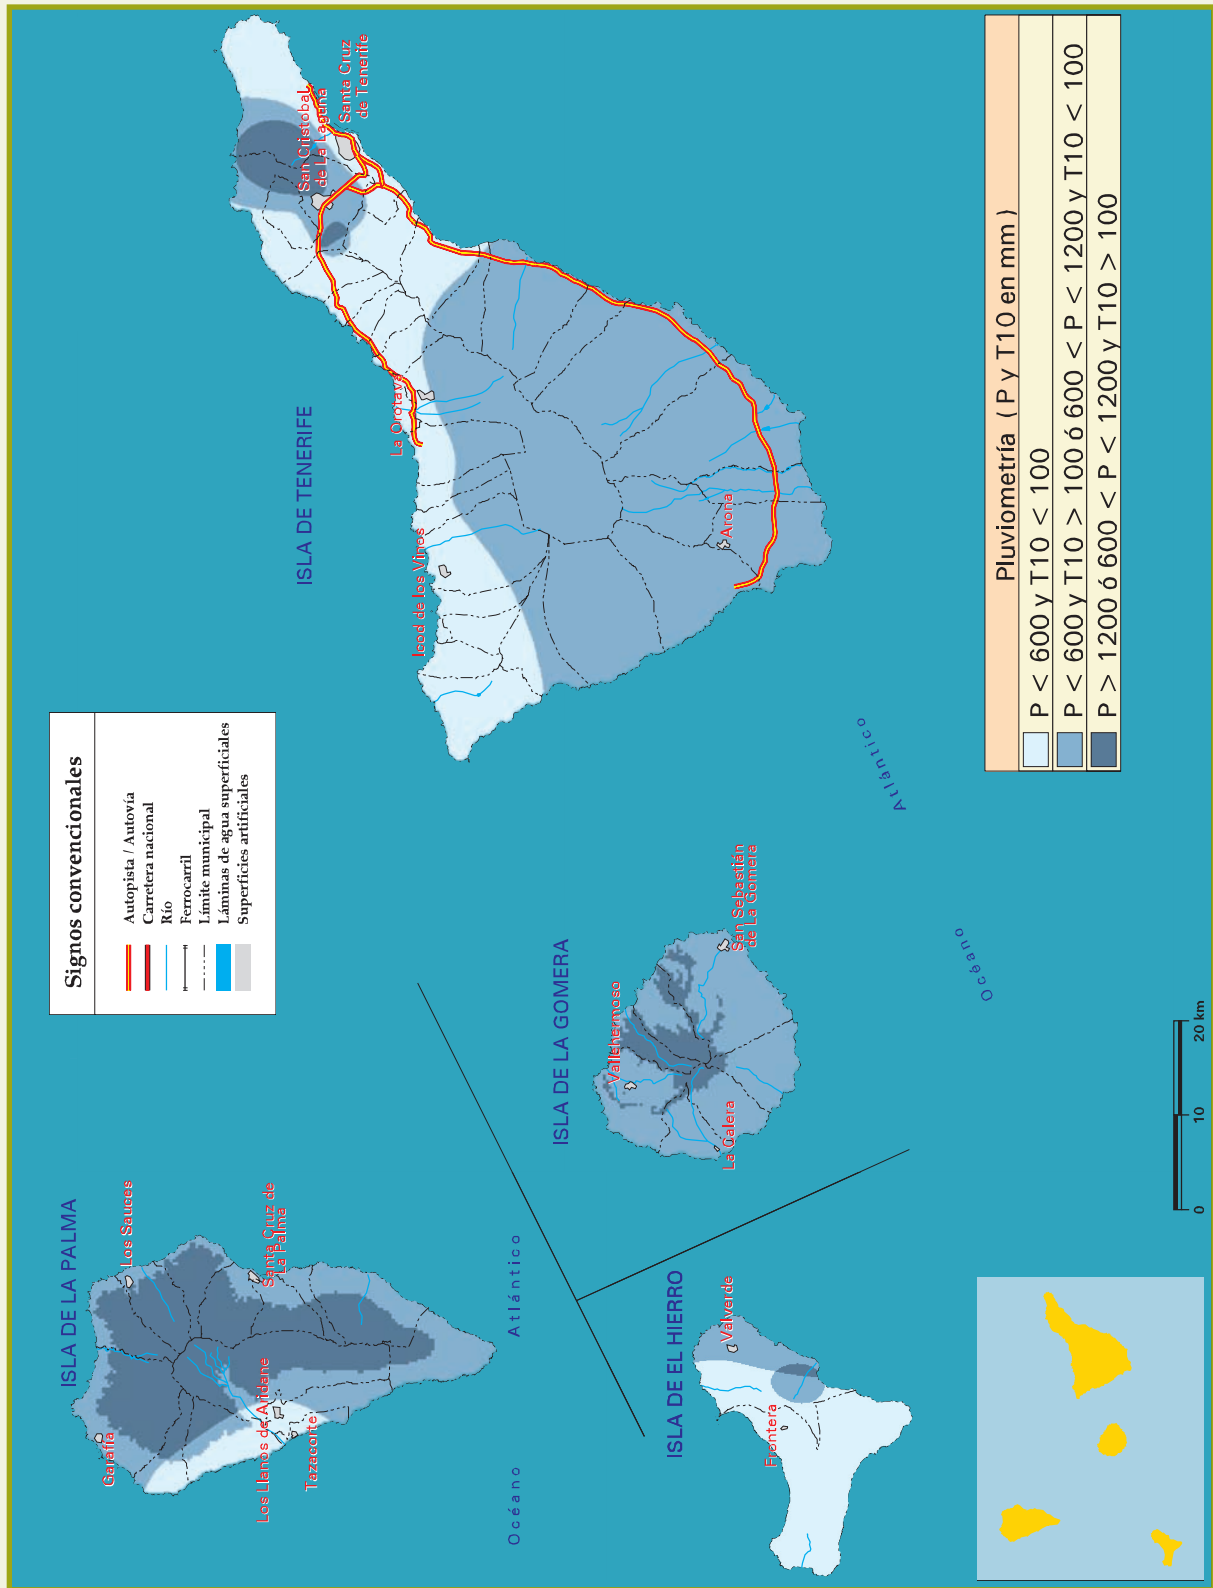 ISLA DE LA PALMA
Los Sauces
Santa Cruz de
La Palma
Garafía
Los Llanos de Aridane
Tazacorte
Signos convencionales
Autopista / Autovía
Carretera nacional
Río
Ferrocarril
Límite municipal
Láminas de agua superficiales
Superficies artificiales
ISLA DE TENERIFE
San Cristobal
de La Laguna
Santa Cruz
de Tenerife
La Orotava
Icod de los Vinos
Arona
Océano Atlántico
ISLA DE LA GOMERA
Vallehermoso
San Sebastián
de La Gomera
La Calera
ISLA DE EL HIERRO
Valverde
Frontera
Océano Atlántico
0 10 20 km
Pluviometría ( P y T10 en mm )
P < 600 y T10 < 100
P < 600 y T10 > 100 ó 600 < P < 1200 y T10 < 100
P > 1200 ó 600 < P < 1200 y T10 > 100